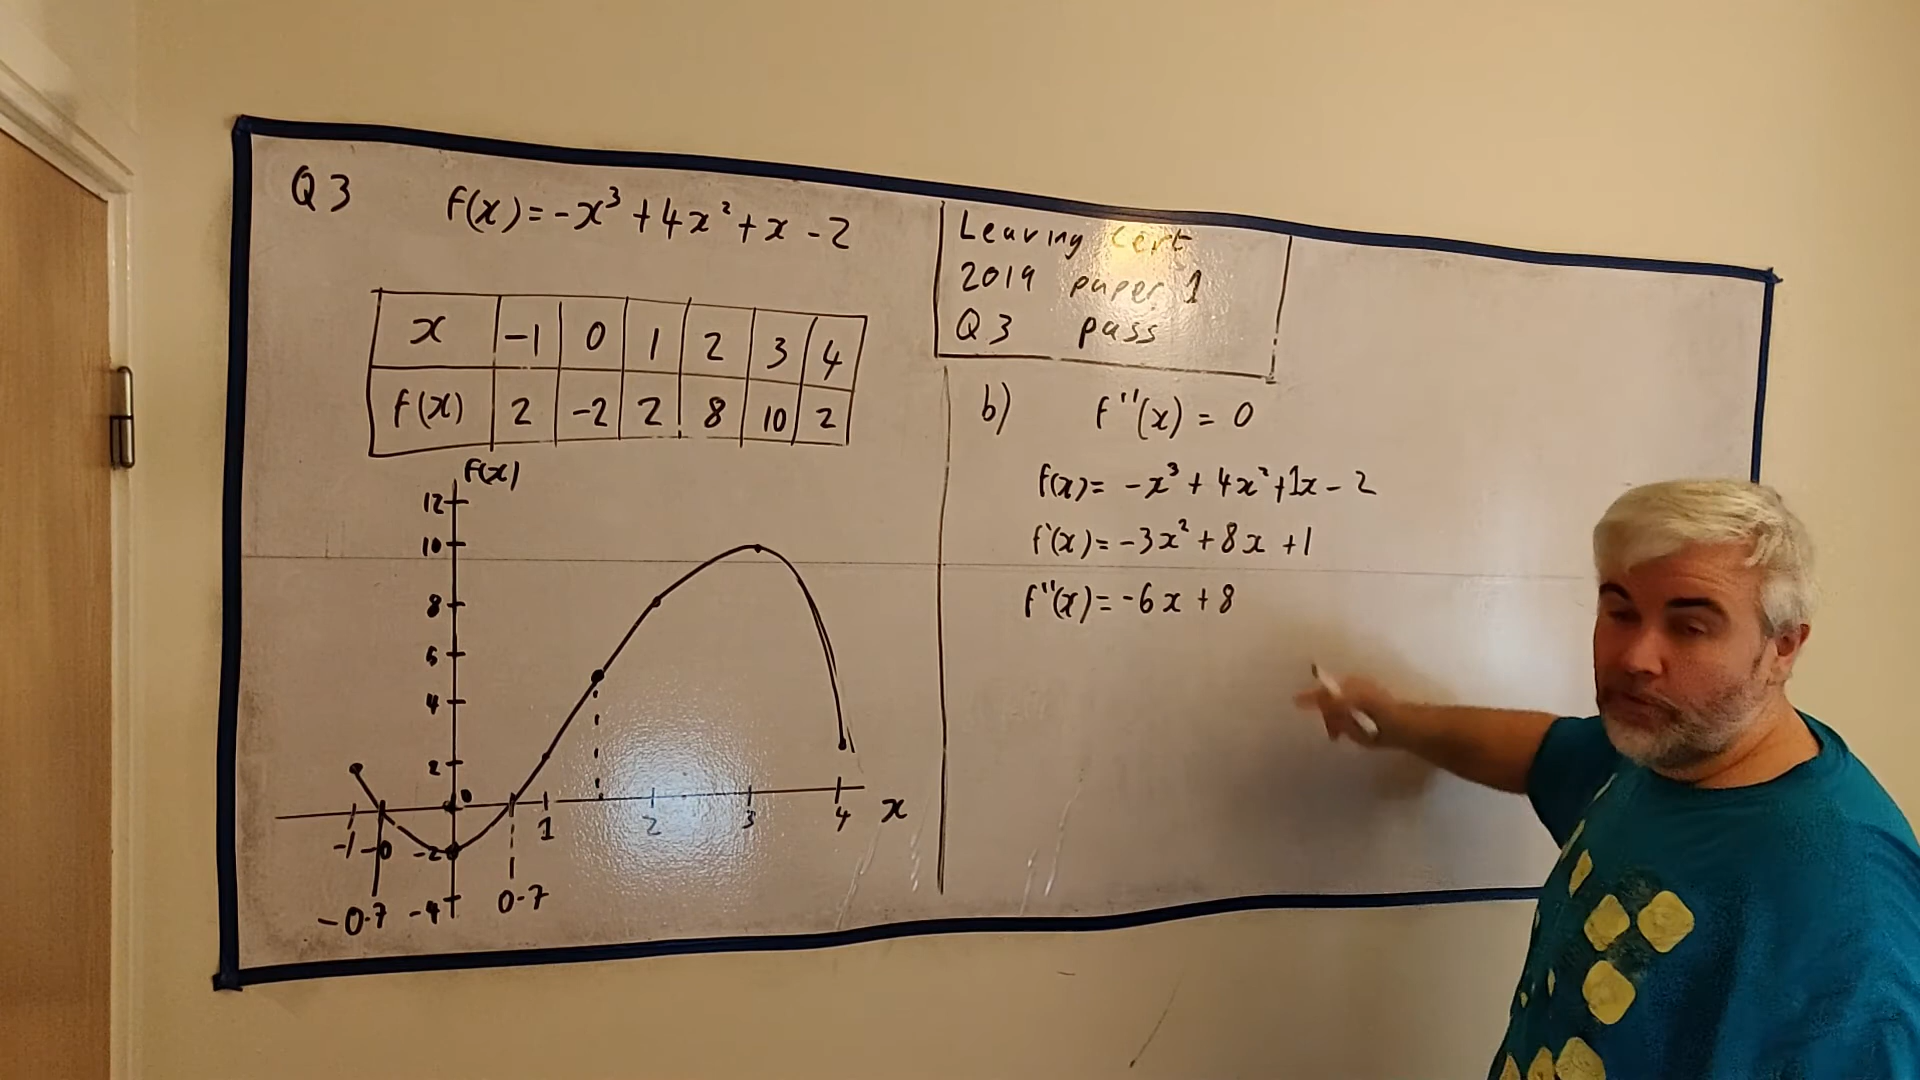 Q3 f(x)=-x³+4x²+x-2
x -1 0 1 2 3 4
f(x) 2 -2 2 8 10 2
f(x)
12
10
8
6
4
2
0
-1 -0 -2 1 2 3 4 x
-0.7 -4 0.7
Leaving Cert
2019 paper 1
Q3 pass
b) f''(x) = 0
f(x)= -x³+4x²+1x-2
f'(x)= -3x²+8x+1
f''(x)= -6x+8